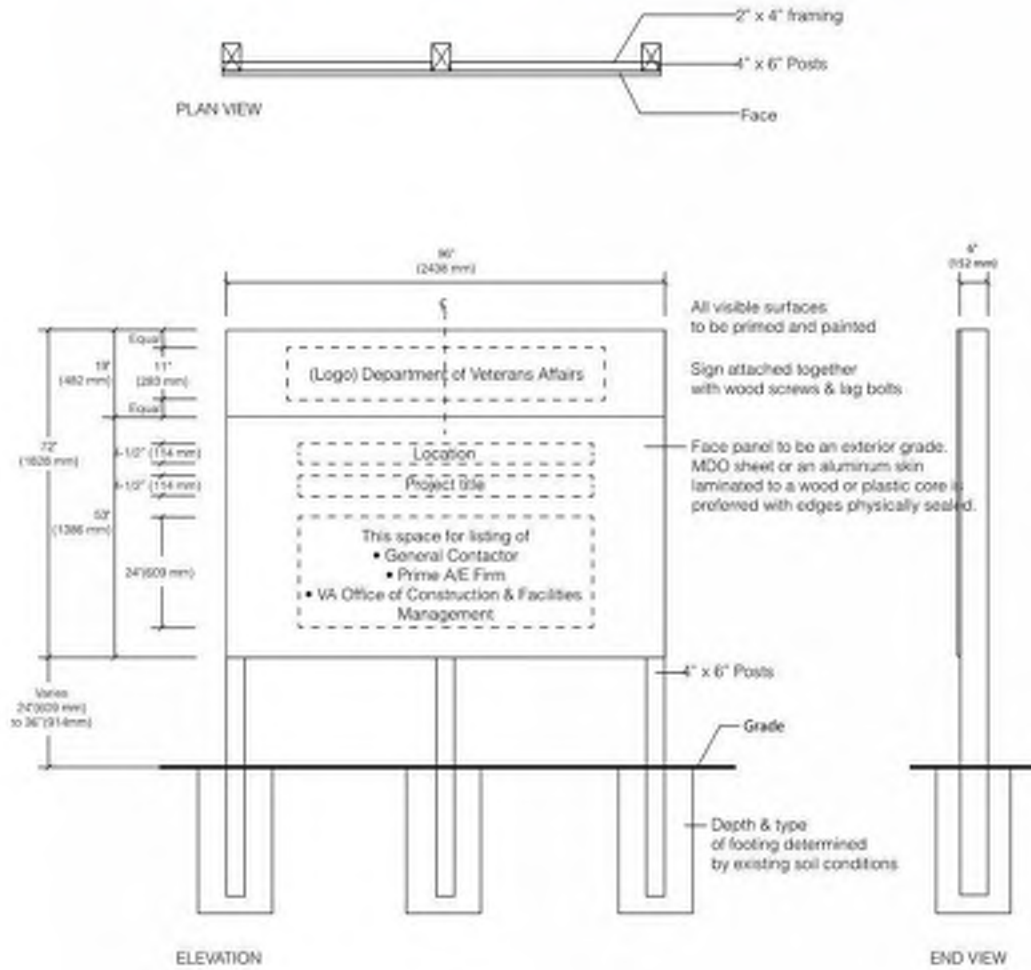 2" x 4" framing
4" x 6" Posts
Face
PLAN VIEW
96"
(2438 mm)
6"
(152 mm)
All visible surfaces
to be primed and painted
Sign attached together
with wood screws & lag bolts
Face panel to be an exterior grade.
MDO sheet or an aluminum skin
laminated to a wood or plastic core is
preferred with edges physically sealed.
Equal
19"
(482 mm)
11"
(280 mm)
Equal
(Logo) Department of Veterans Affairs
72"
(1828 mm)
4-1/2" (114 mm)
Location
4-1/2" (114 mm)
Project title
53"
(1386 mm)
24"(609 mm)
This space for listing of
• General Contactor
• Prime A/E Firm
• VA Office of Construction & Facilities
Management
4" x 6" Posts
Varies
24"(609 mm)
to 36"(914mm)
Grade
Depth & type
of footing determined
by existing soil conditions
ELEVATION
END VIEW